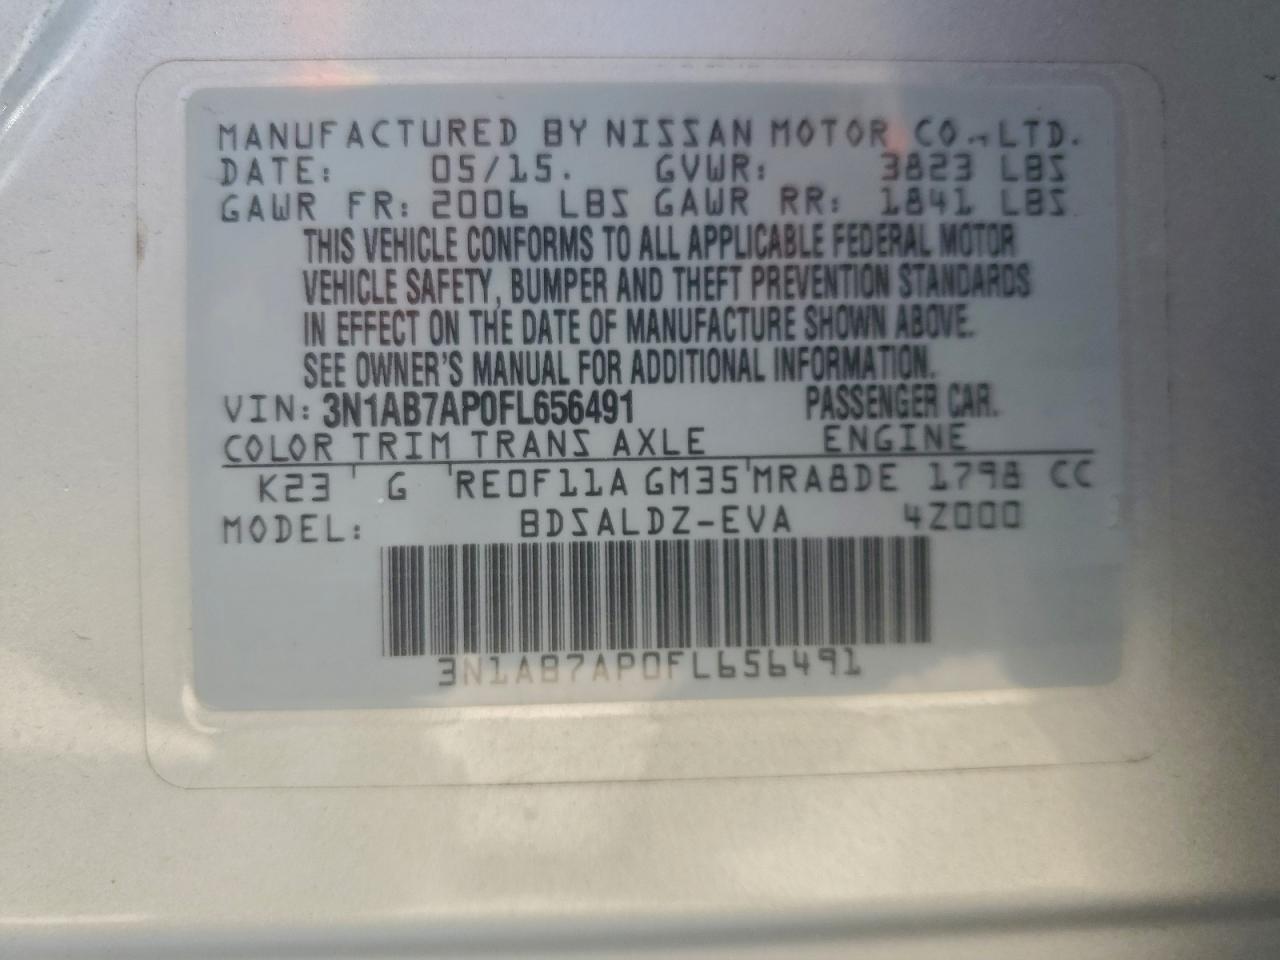 MANUFACTURED BY NISSAN MOTOR CO., LTD.
DATE: 05/15. GVWR: 3823 LBS
GAWR FR: 2006 LBS GAWR RR: 1841 LBS
THIS VEHICLE CONFORMS TO ALL APPLICABLE FEDERAL MOTOR
VEHICLE SAFETY, BUMPER AND THEFT PREVENTION STANDARDS
IN EFFECT ON THE DATE OF MANUFACTURE SHOWN ABOVE.
SEE OWNER'S MANUAL FOR ADDITIONAL INFORMATION.
VIN: 3N1AB7AP0FL656491 PASSENGER CAR.
COLOR TRIM TRANS AXLE ENGINE
K23 G RE0F11A GM35 MRA8DE 1798 CC
MODEL: BDSALDZ-EVA 4Z000
3N1AB7AP0FL656491